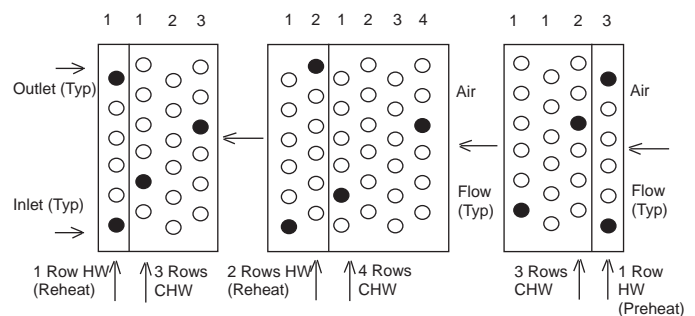 1 1 2 3 1 2 1 2 3 4 1 1 2 3
Outlet (Typ)
Air
Air
Inlet (Typ)
Flow
(Typ)
Flow
(Typ)
1 Row HW
(Reheat)
3 Rows
CHW
2 Rows HW
(Reheat)
4 Rows
CHW
3 Rows
CHW
1 Row
HW
(Preheat)